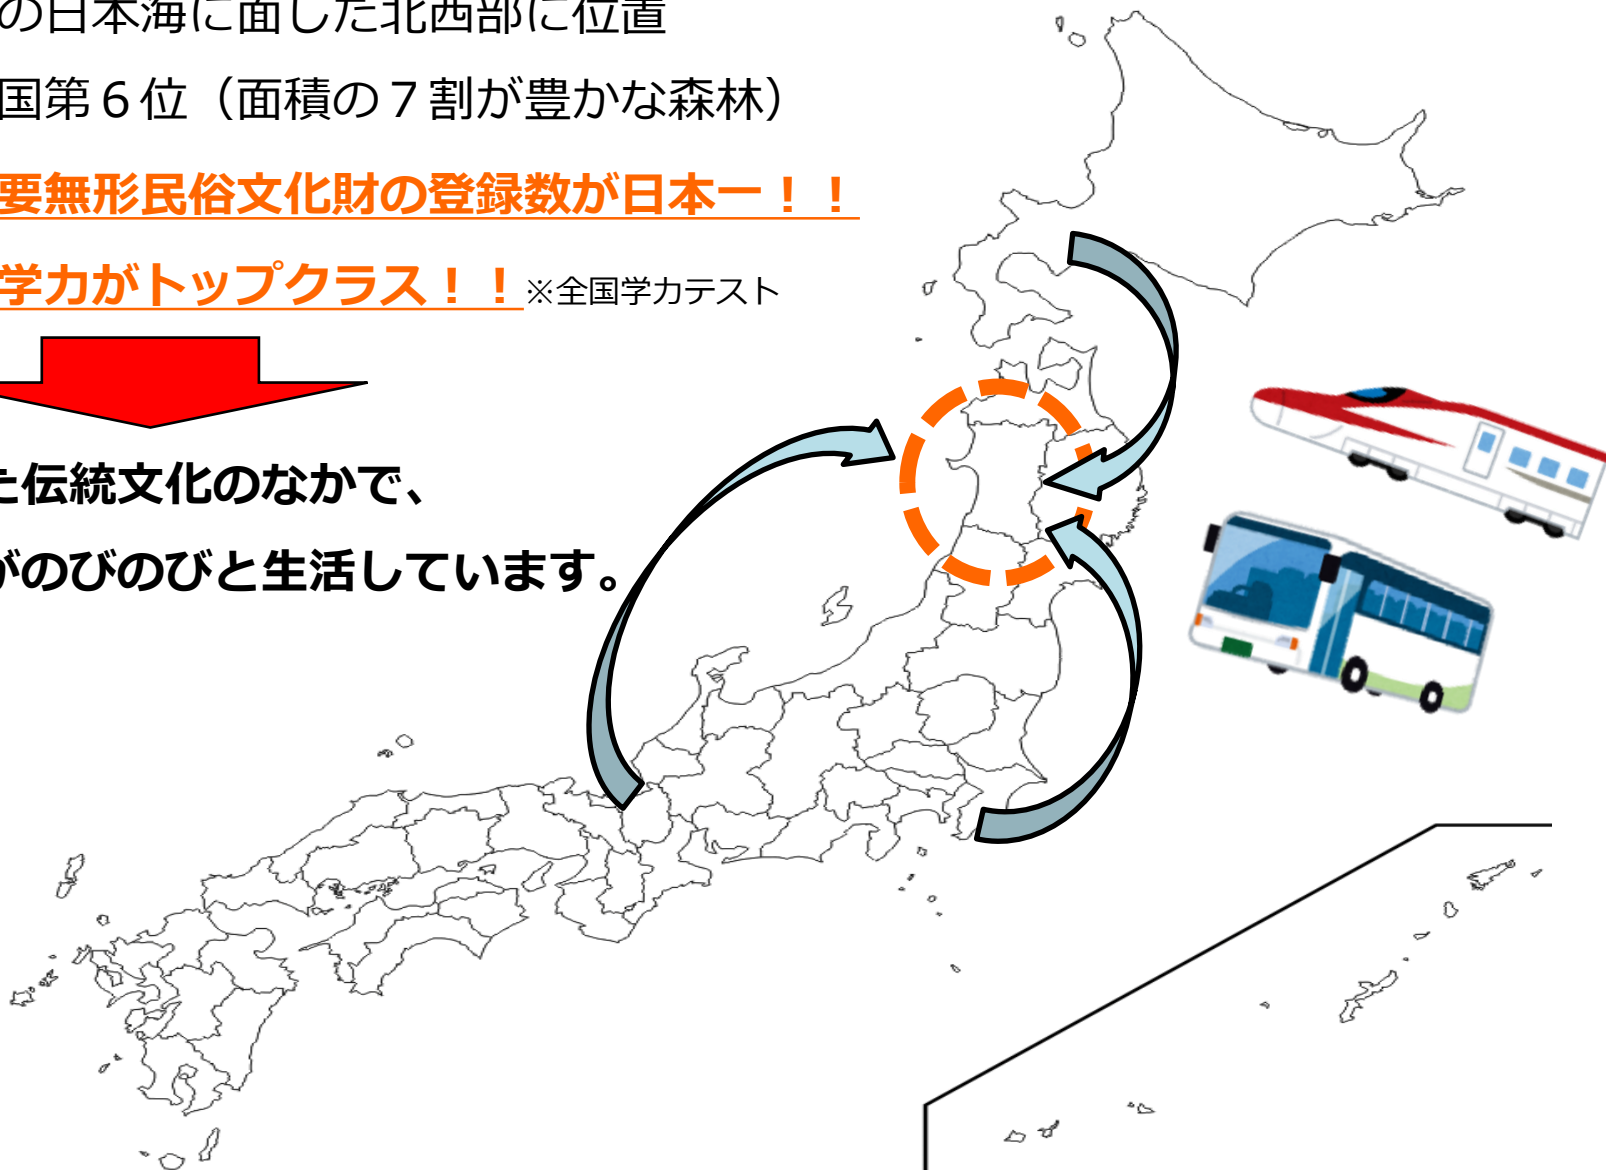 の日本海に面した北西部に位置
国第６位（面積の７割が豊かな森林）
要無形民俗文化財の登録数が日本一！！
学力がトップクラス！！※全国学力テスト
た伝統文化のなかで、
がのびのびと生活しています。